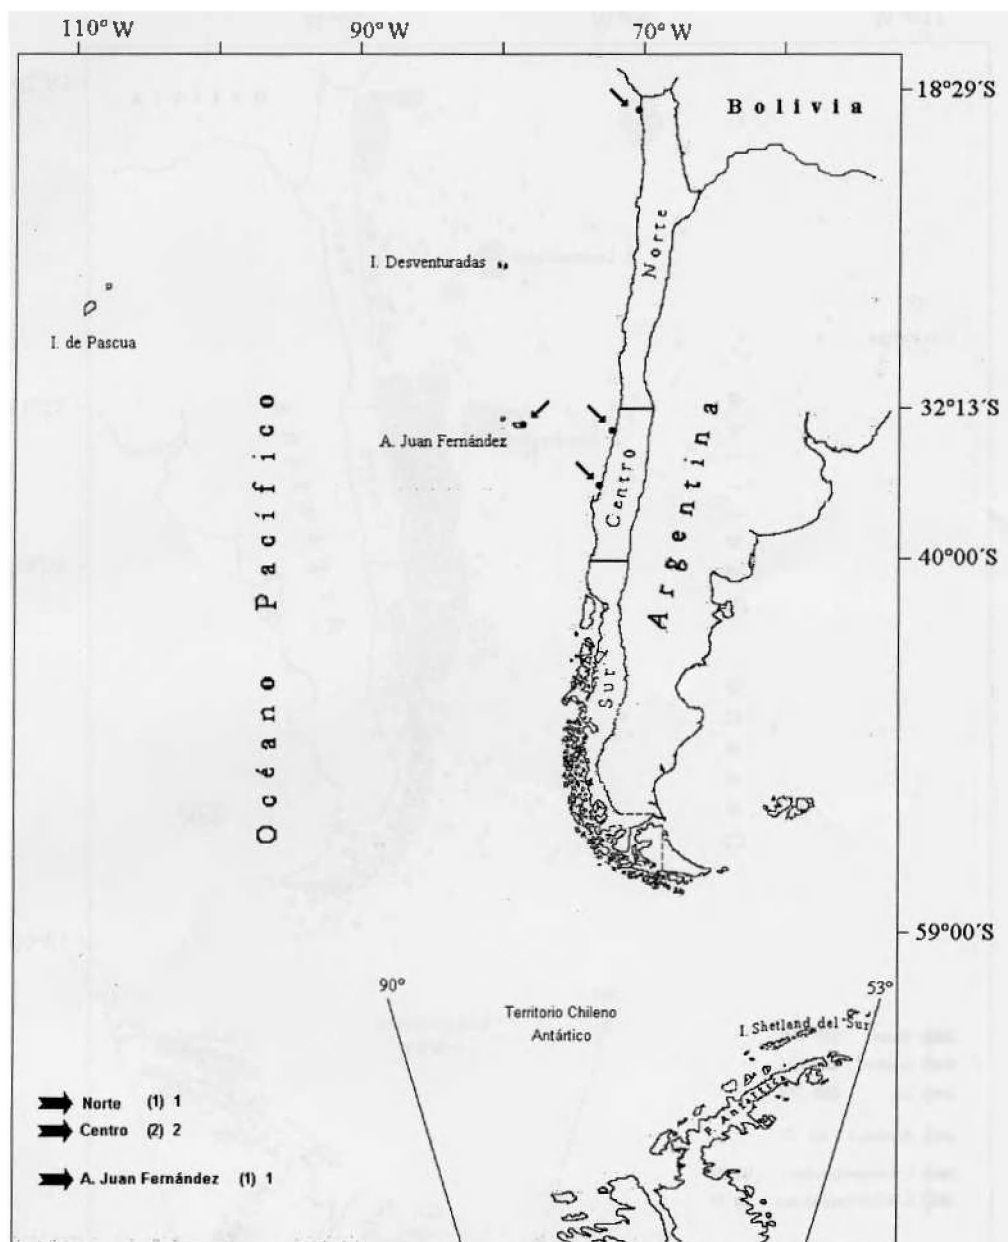 110° W 90° W 70° W
18°29´S
Bolivia
Norte
I. Desventuradas
I. de Pascua
32°13´S
A. Juan Fernández
Centro
Argentina
Océano Pacífico
40°00´S
Sur
59°00´S
90° 53°
Territorio Chileno
Antártico
I. Shetland del Sur
P. Antártica
Norte (1) 1
Centro (2) 2
A. Juan Fernández (1) 1